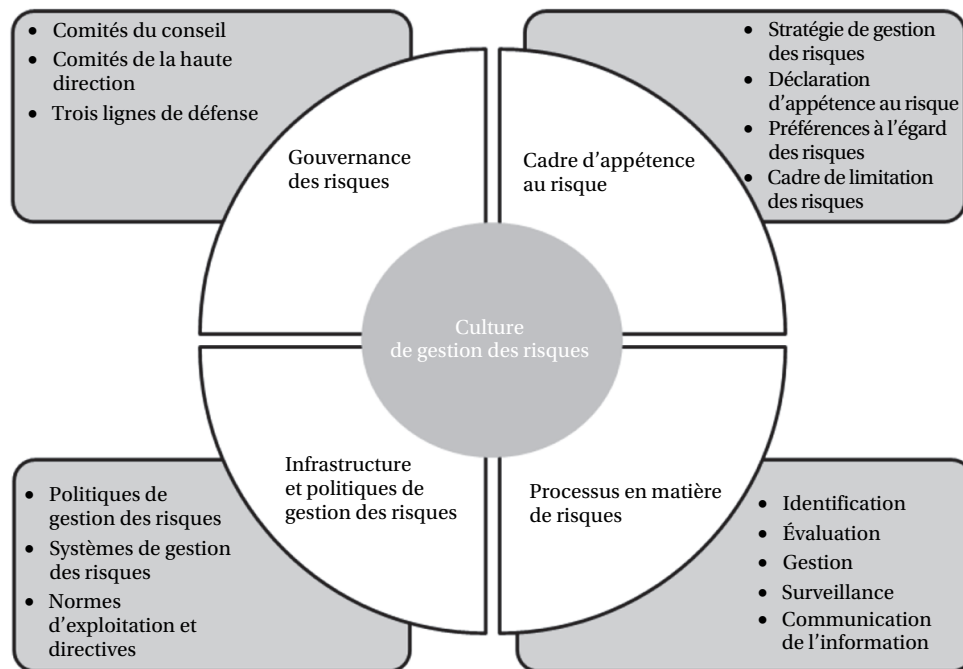 • Comités du conseil
• Comités de la haute
direction
• Trois lignes de défense
• Stratégie de gestion
des risques
• Déclaration
d’appétence au risque
• Préférences à l’égard
des risques
• Cadre de limitation
des risques
Gouvernance
des risques
Cadre d’appétence
au risque
Culture
de gestion des risques
Infrastructure
et politiques de
gestion des risques
Processus en matière
de risques
• Politiques de
gestion des risques
• Systèmes de gestion
des risques
• Normes
d’exploitation et
directives
• Identification
• Évaluation
• Gestion
• Surveillance
• Communication
de l’information